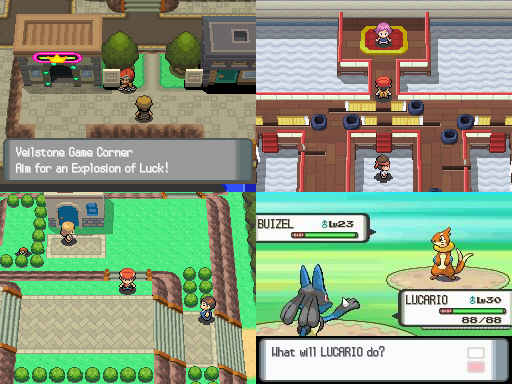 Veilstone Game Corner
Aim for an Explosion of Luck!
BUIZEL ♂Lv23
HP
LUCARIO ♂Lv30
HP
88/88
What will LUCARIO do?